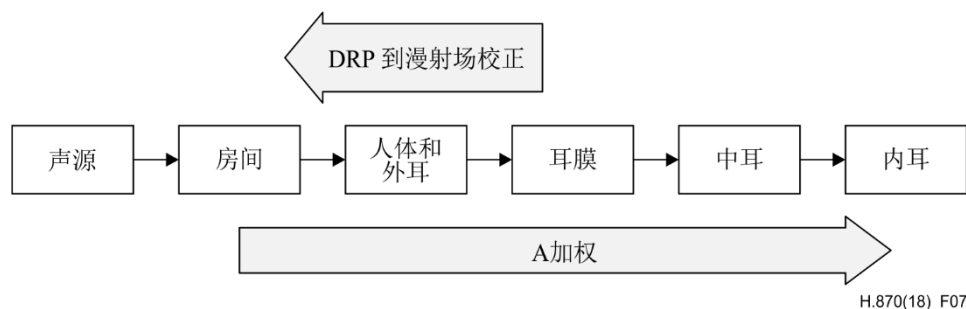 DRP 到漫射场校正
声源
房间
人体和
外耳
耳膜
中耳
内耳
A加权
H.870(18)_F07